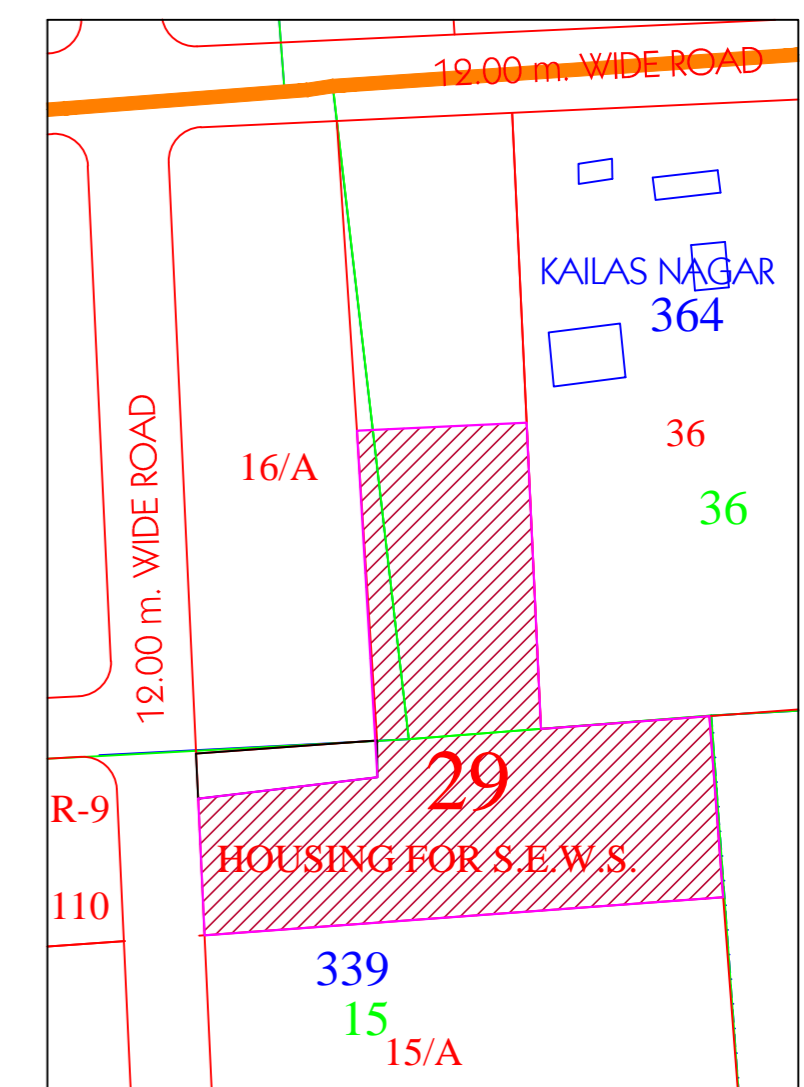 12.00 m. WIDE ROAD
KAILAS NAGAR
364
36
16/A
36
12.00 m. WIDE ROAD
29
R-9
HOUSING FOR S.E.W.S.
110
339
15
15/A